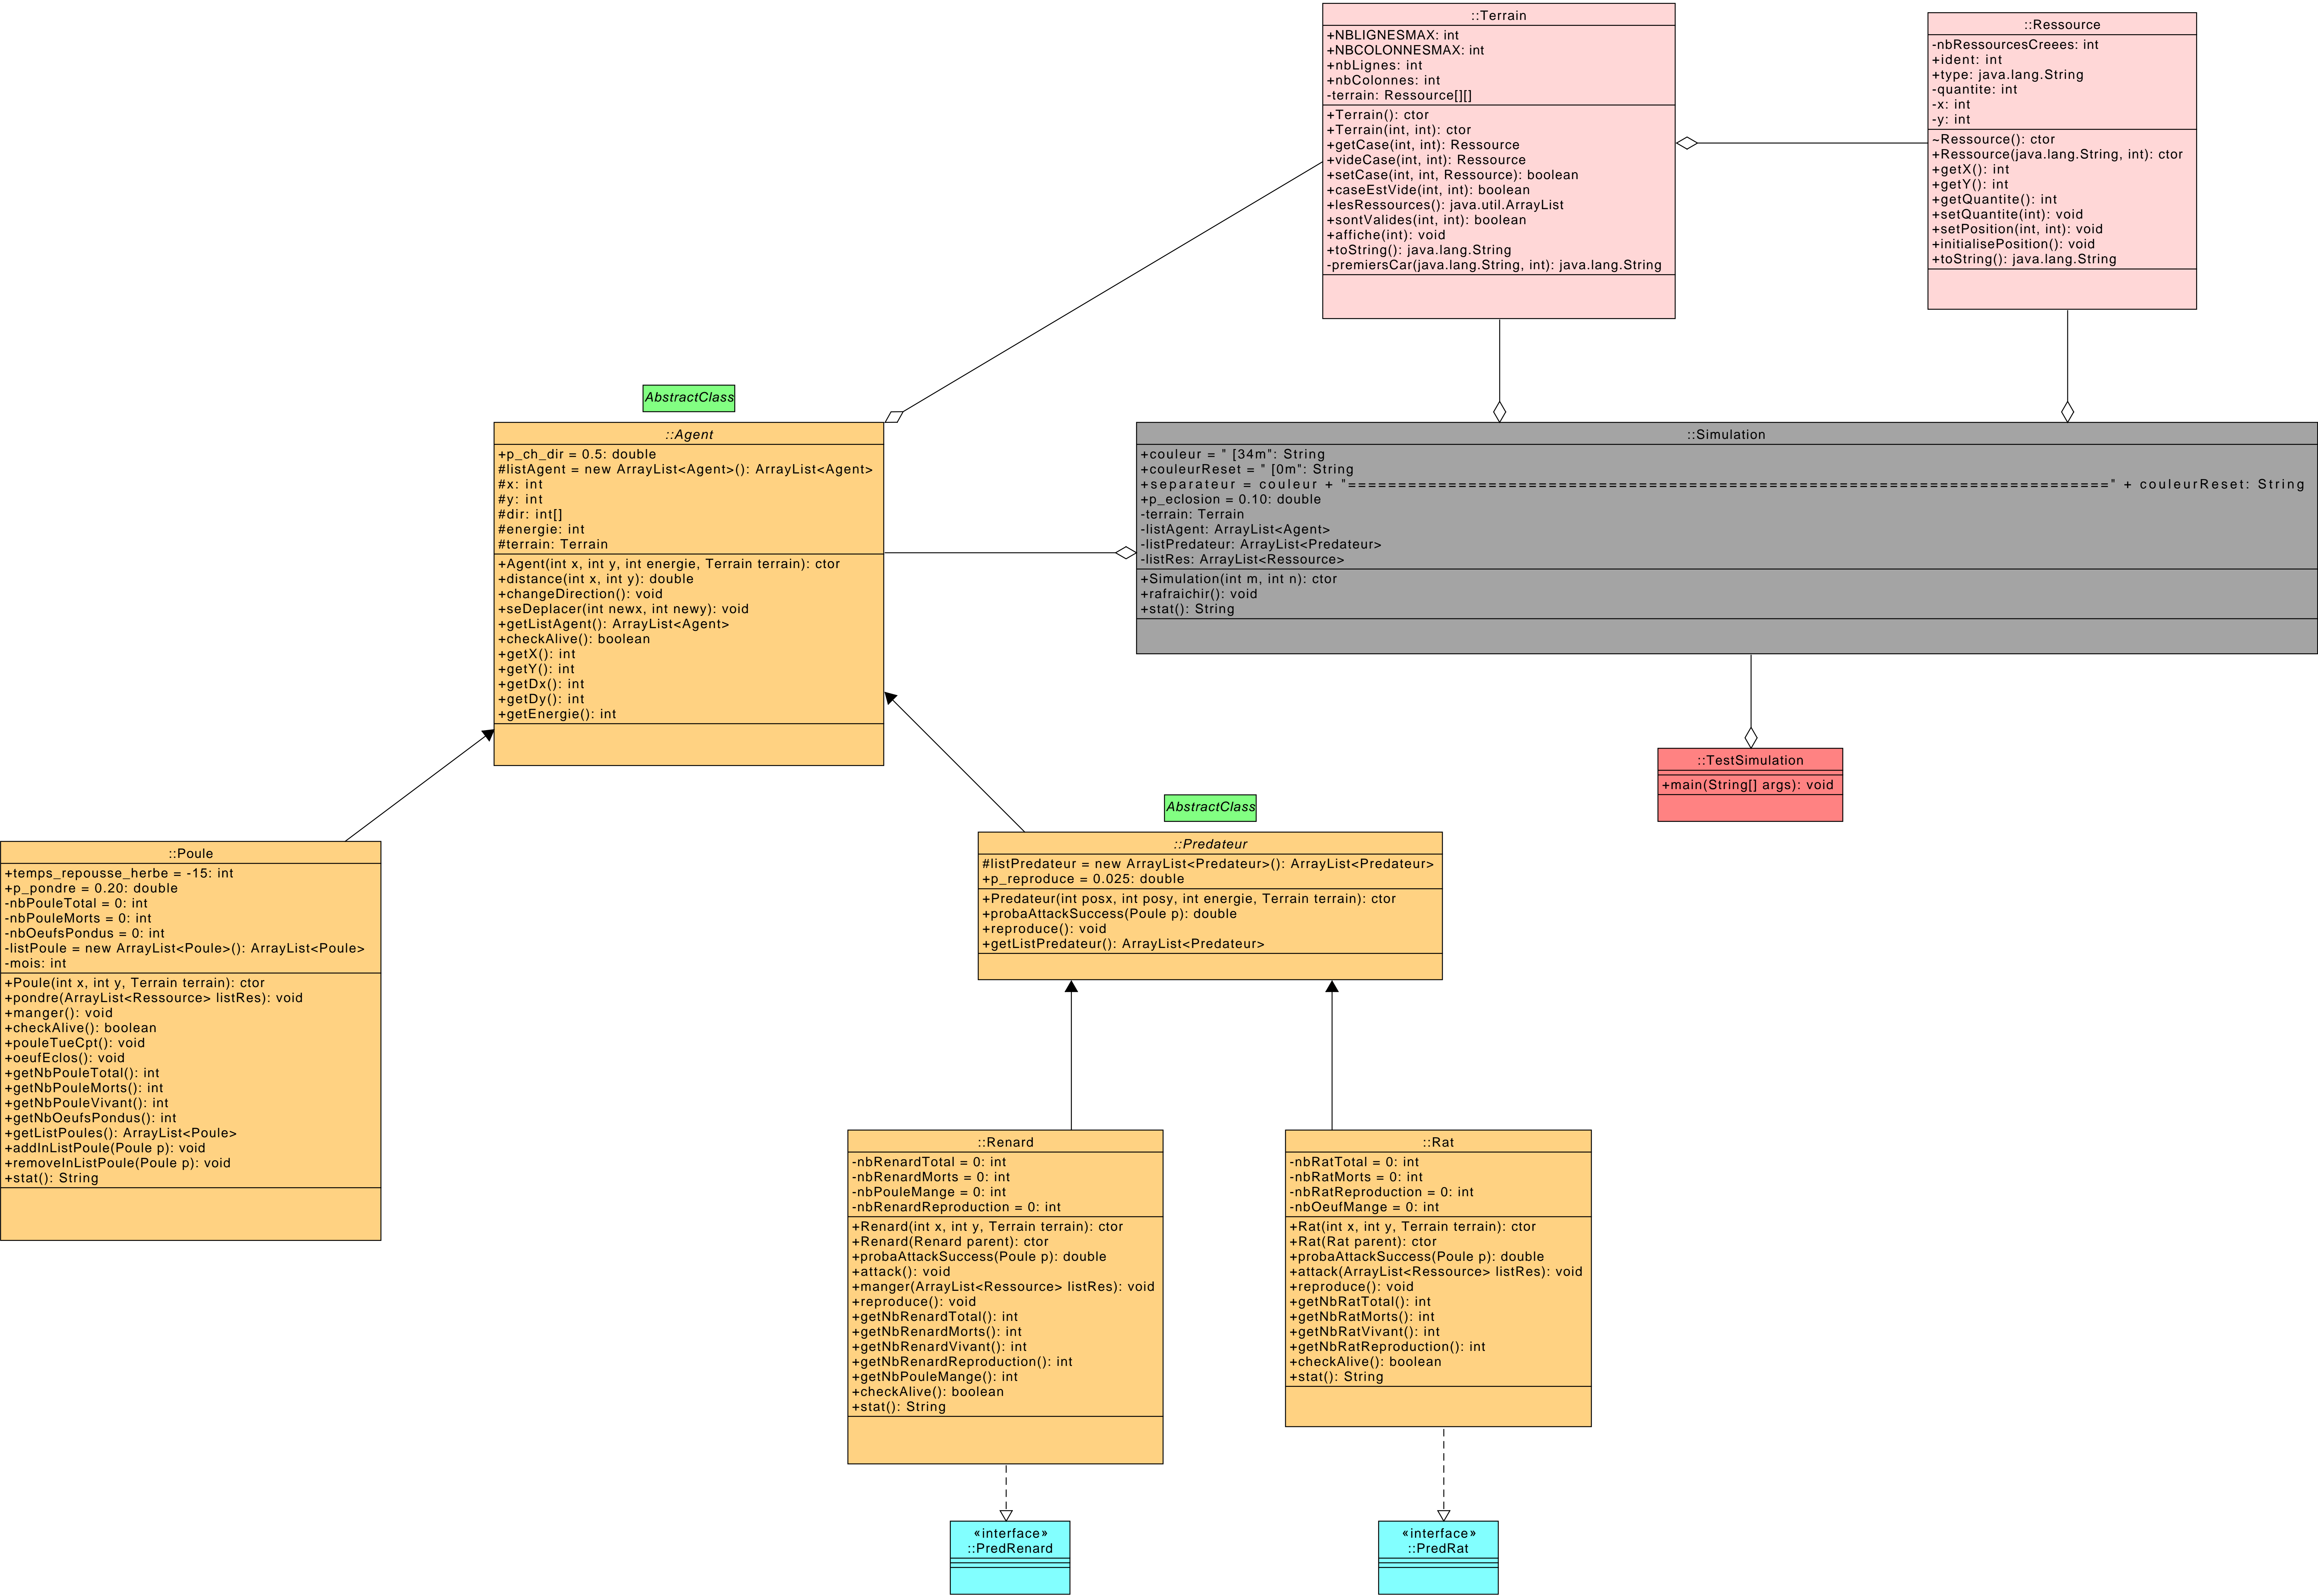 ::Terrain
+NBLIGNESMAX: int
+NBCOLONNESMAX: int
+nbLignes: int
+nbColonnes: int
-terrain: Ressource[][]
+Terrain(): ctor
+Terrain(int, int): ctor
+getCase(int, int): Ressource
+videCase(int, int): Ressource
+setCase(int, int, Ressource): boolean
+caseEstVide(int, int): boolean
+lesRessources(): java.util.ArrayList
+sontValides(int, int): boolean
+affiche(int): void
+toString(): java.lang.String
-premiersCar(java.lang.String, int): java.lang.String
::Ressource
-nbRessourcesCreees: int
+ident: int
+type: java.lang.String
-quantite: int
-x: int
-y: int
~Ressource(): ctor
+Ressource(java.lang.String, int): ctor
+getX(): int
+getY(): int
+getQuantite(): int
+setQuantite(int): void
+setPosition(int, int): void
+initialisePosition(): void
+toString(): java.lang.String
AbstractClass
::Agent
+p_ch_dir = 0.5: double
#listAgent = new ArrayList<Agent>(): ArrayList<Agent>
#x: int
#y: int
#dir: int[]
#energie: int
#terrain: Terrain
+Agent(int x, int y, int energie, Terrain terrain): ctor
+distance(int x, int y): double
+changeDirection(): void
+seDeplacer(int newx, int newy): void
+getListAgent(): ArrayList<Agent>
+checkAlive(): boolean
+getX(): int
+getY(): int
+getDx(): int
+getDy(): int
+getEnergie(): int
::Simulation
+couleur = " [34m": String
+couleurReset = " [0m": String
+separateur = couleur + "============================================================================" + couleurReset: String
+p_eclosion = 0.10: double
-terrain: Terrain
-listAgent: ArrayList<Agent>
-listPredateur: ArrayList<Predateur>
-listRes: ArrayList<Ressource>
+Simulation(int m, int n): ctor
+rafraichir(): void
+stat(): String
::TestSimulation
+main(String[] args): void
AbstractClass
::Predateur
#listPredateur = new ArrayList<Predateur>(): ArrayList<Predateur>
+p_reproduce = 0.025: double
+Predateur(int posx, int posy, int energie, Terrain terrain): ctor
+probaAttackSuccess(Poule p): double
+reproduce(): void
+getListPredateur(): ArrayList<Predateur>
::Poule
+temps_repousse_herbe = -15: int
+p_pondre = 0.20: double
-nbPouleTotal = 0: int
-nbPouleMorts = 0: int
-nbOeufsPondus = 0: int
-listPoule = new ArrayList<Poule>(): ArrayList<Poule>
-mois: int
+Poule(int x, int y, Terrain terrain): ctor
+pondre(ArrayList<Ressource> listRes): void
+manger(): void
+checkAlive(): boolean
+pouleTueCpt(): void
+oeufEclos(): void
+getNbPouleTotal(): int
+getNbPouleMorts(): int
+getNbPouleVivant(): int
+getNbOeufsPondus(): int
+getListPoules(): ArrayList<Poule>
+addInListPoule(Poule p): void
+removeInListPoule(Poule p): void
+stat(): String
::Renard
-nbRenardTotal = 0: int
-nbRenardMorts = 0: int
-nbPouleMange = 0: int
-nbRenardReproduction = 0: int
+Renard(int x, int y, Terrain terrain): ctor
+Renard(Renard parent): ctor
+probaAttackSuccess(Poule p): double
+attack(): void
+manger(ArrayList<Ressource> listRes): void
+reproduce(): void
+getNbRenardTotal(): int
+getNbRenardMorts(): int
+getNbRenardVivant(): int
+getNbRenardReproduction(): int
+getNbPouleMange(): int
+checkAlive(): boolean
+stat(): String
::Rat
-nbRatTotal = 0: int
-nbRatMorts = 0: int
-nbRatReproduction = 0: int
-nbOeufMange = 0: int
+Rat(int x, int y, Terrain terrain): ctor
+Rat(Rat parent): ctor
+probaAttackSuccess(Poule p): double
+attack(ArrayList<Ressource> listRes): void
+reproduce(): void
+getNbRatTotal(): int
+getNbRatMorts(): int
+getNbRatVivant(): int
+getNbRatReproduction(): int
+checkAlive(): boolean
+stat(): String
«interface»
::PredRenard
«interface»
::PredRat